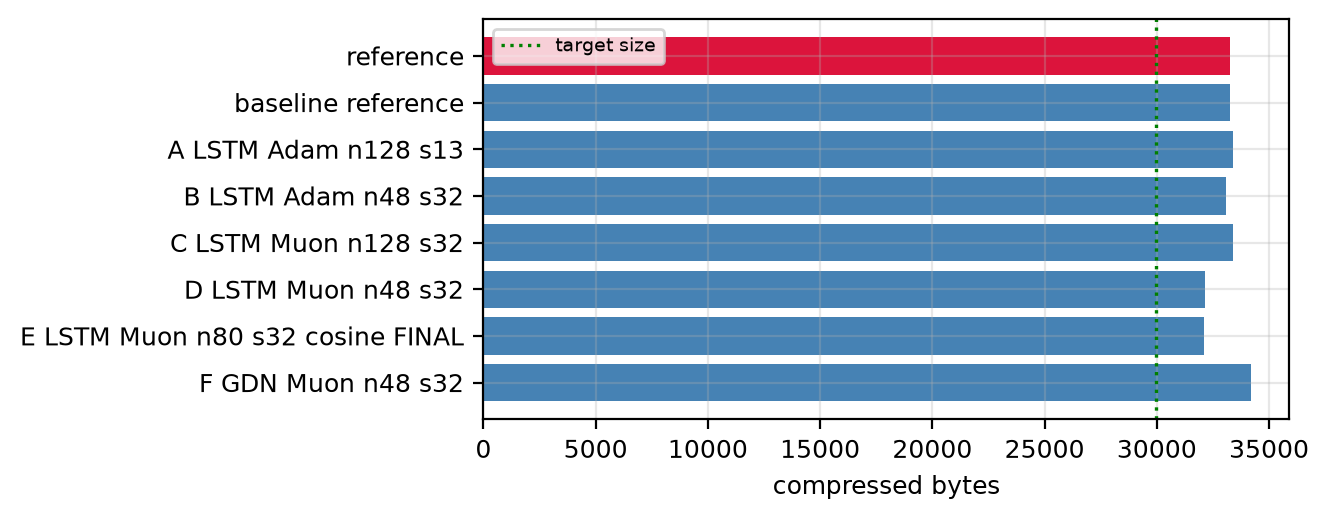 target size
reference
baseline reference
A LSTM Adam n128 s13
B LSTM Adam n48 s32
C LSTM Muon n128 s32
D LSTM Muon n48 s32
E LSTM Muon n80 s32 cosine FINAL
F GDN Muon n48 s32
0 5000 10000 15000 20000 25000 30000 35000
compressed bytes